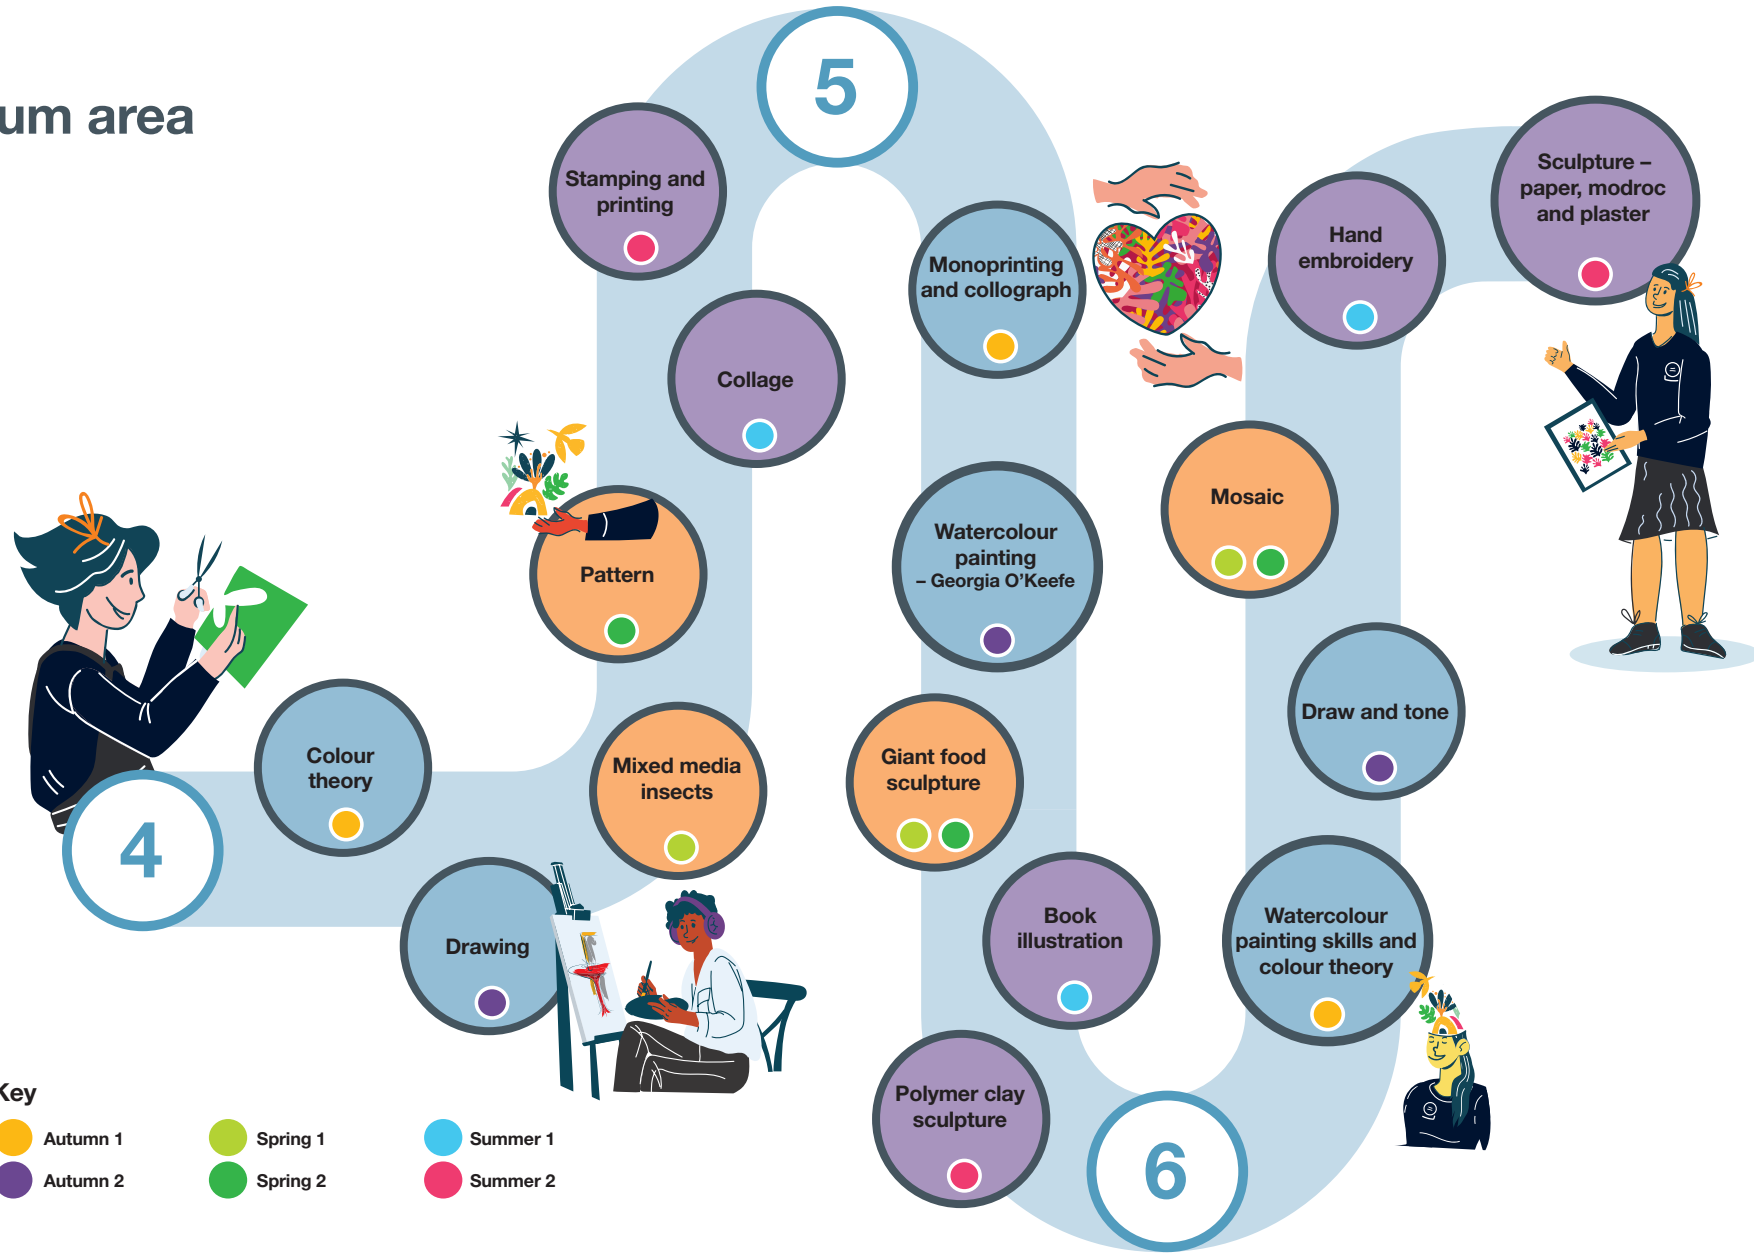 um area
4
Colour
theory
Drawing
Mixed media
insects
Pattern
Collage
Stamping and
printing
5
Monoprinting
and collograph
Watercolour
painting
– Georgia O’Keefe
Giant food
sculpture
Book
illustration
Polymer clay
sculpture
6
Watercolour
painting skills and
colour theory
Draw and tone
Mosaic
Hand
embroidery
Sculpture –
paper, modroc
and plaster
Key
Autumn 1
Spring 1
Summer 1
Autumn 2
Spring 2
Summer 2